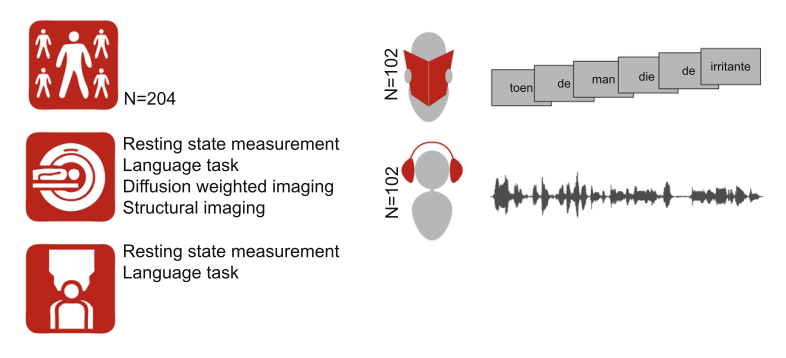 N=204
Resting state measurement
Language task
Diffusion weighted imaging
Structural imaging
Resting state measurement
Language task
N=102
toen de man die de irritante
N=102